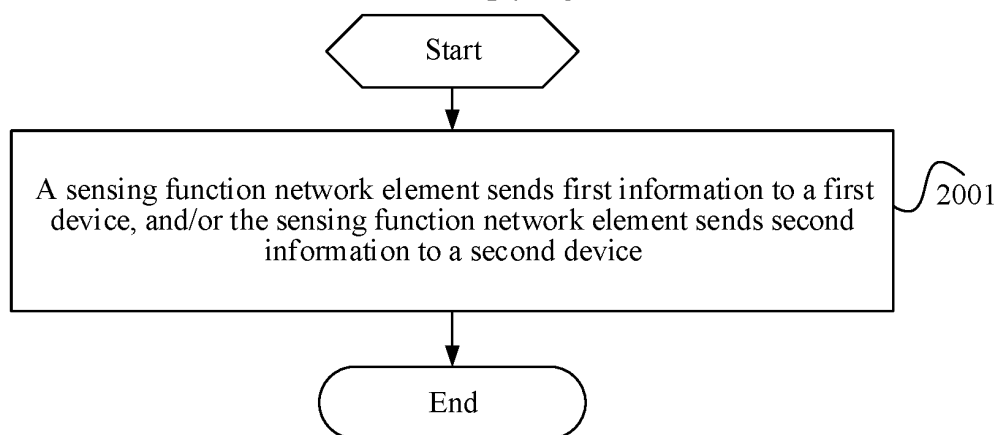 Start
A sensing function network element sends first information to a first
device, and/or the sensing function network element sends second
information to a second device
2001
End